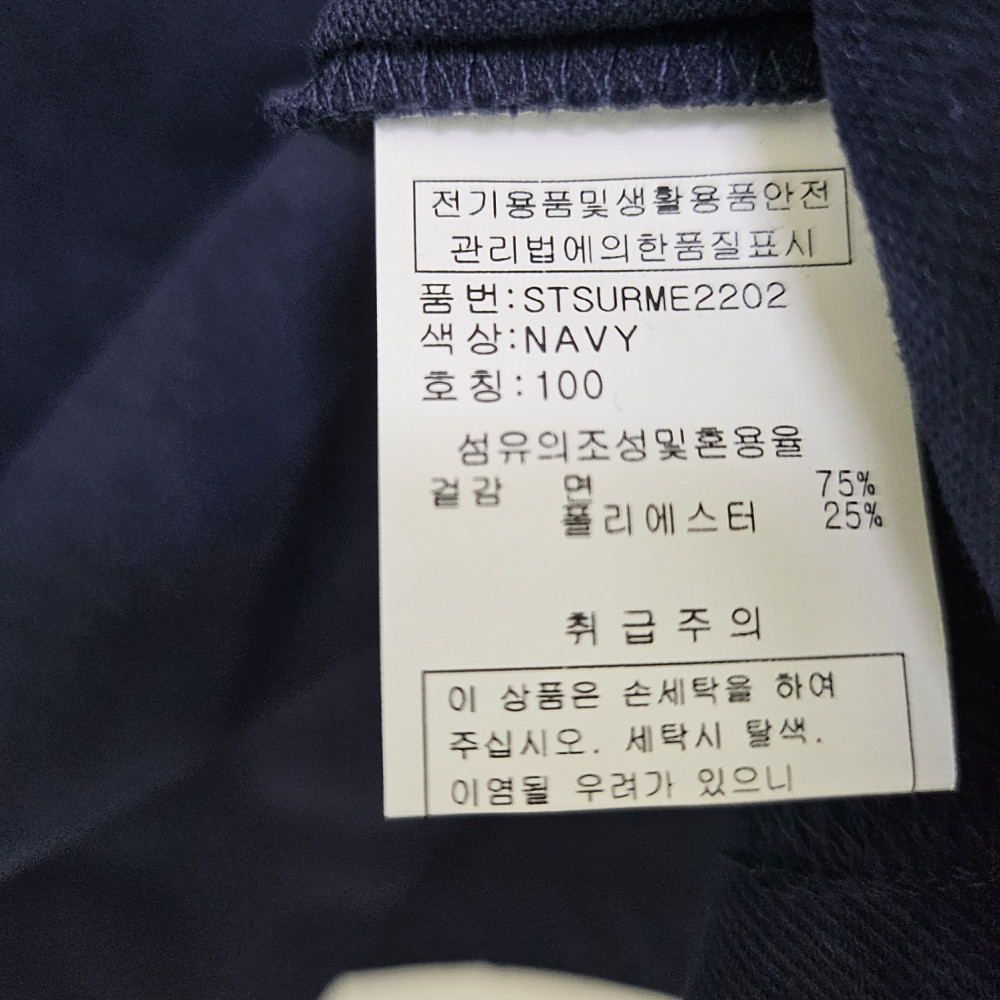 전기용품및생활용품안전
관리법에의한품질표시
품번:STSURME2202
색상:NAVY
호칭:100
섬유의조성및혼용율
겉감 면 75%
폴리에스터 25%
취급주의
이 상품은 손세탁을 하여
주십시오. 세탁시 탈색.
이염될 우려가 있으니